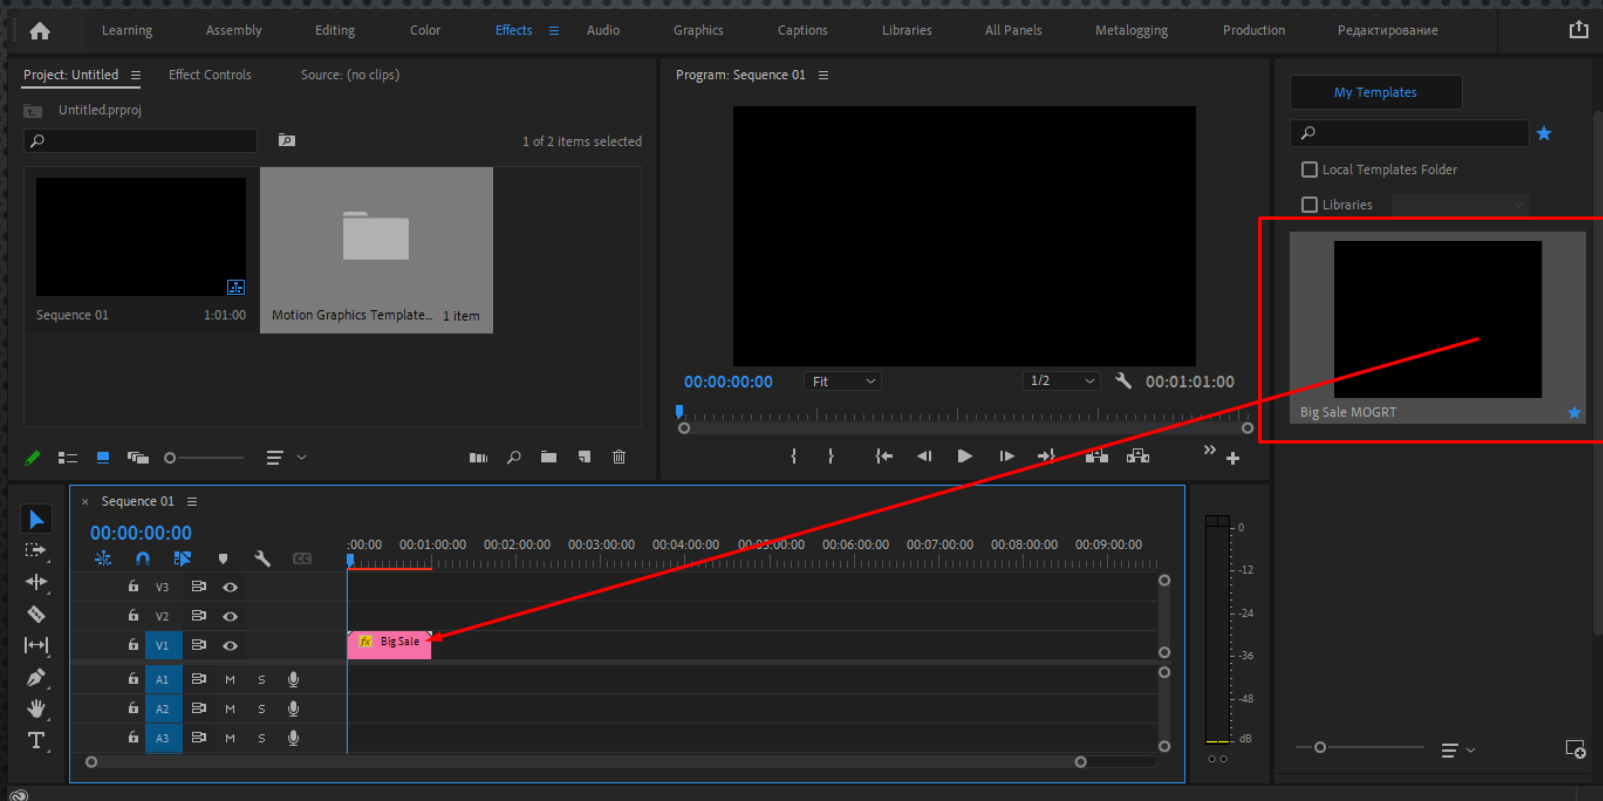 Learning Assembly Editing Color Effects Audio Graphics Captions Libraries All Panels Metalogging Production Редактирование
Project: Untitled Effect Controls Source: (no clips)
Untitled.prproj
1 of 2 items selected
Sequence 01 1:01:00
Motion Graphics Template... 1 item
Program: Sequence 01
00:00:00:00 Fit 1/2 00:01:01:00
My Templates
Local Templates Folder
Libraries
Big Sale MOGRT
× Sequence 01
00:00:00:00
:00:00 00:01:00:00 00:02:00:00 00:03:00:00 00:04:00:00 00:05:00:00 00:06:00:00 00:07:00:00 00:08:00:00 00:09:00:00
CC
V3
V2
V1 fx Big Sale
A1 M S
A2 M S
A3 M S
T
0
-12
-24
-36
-48
dB